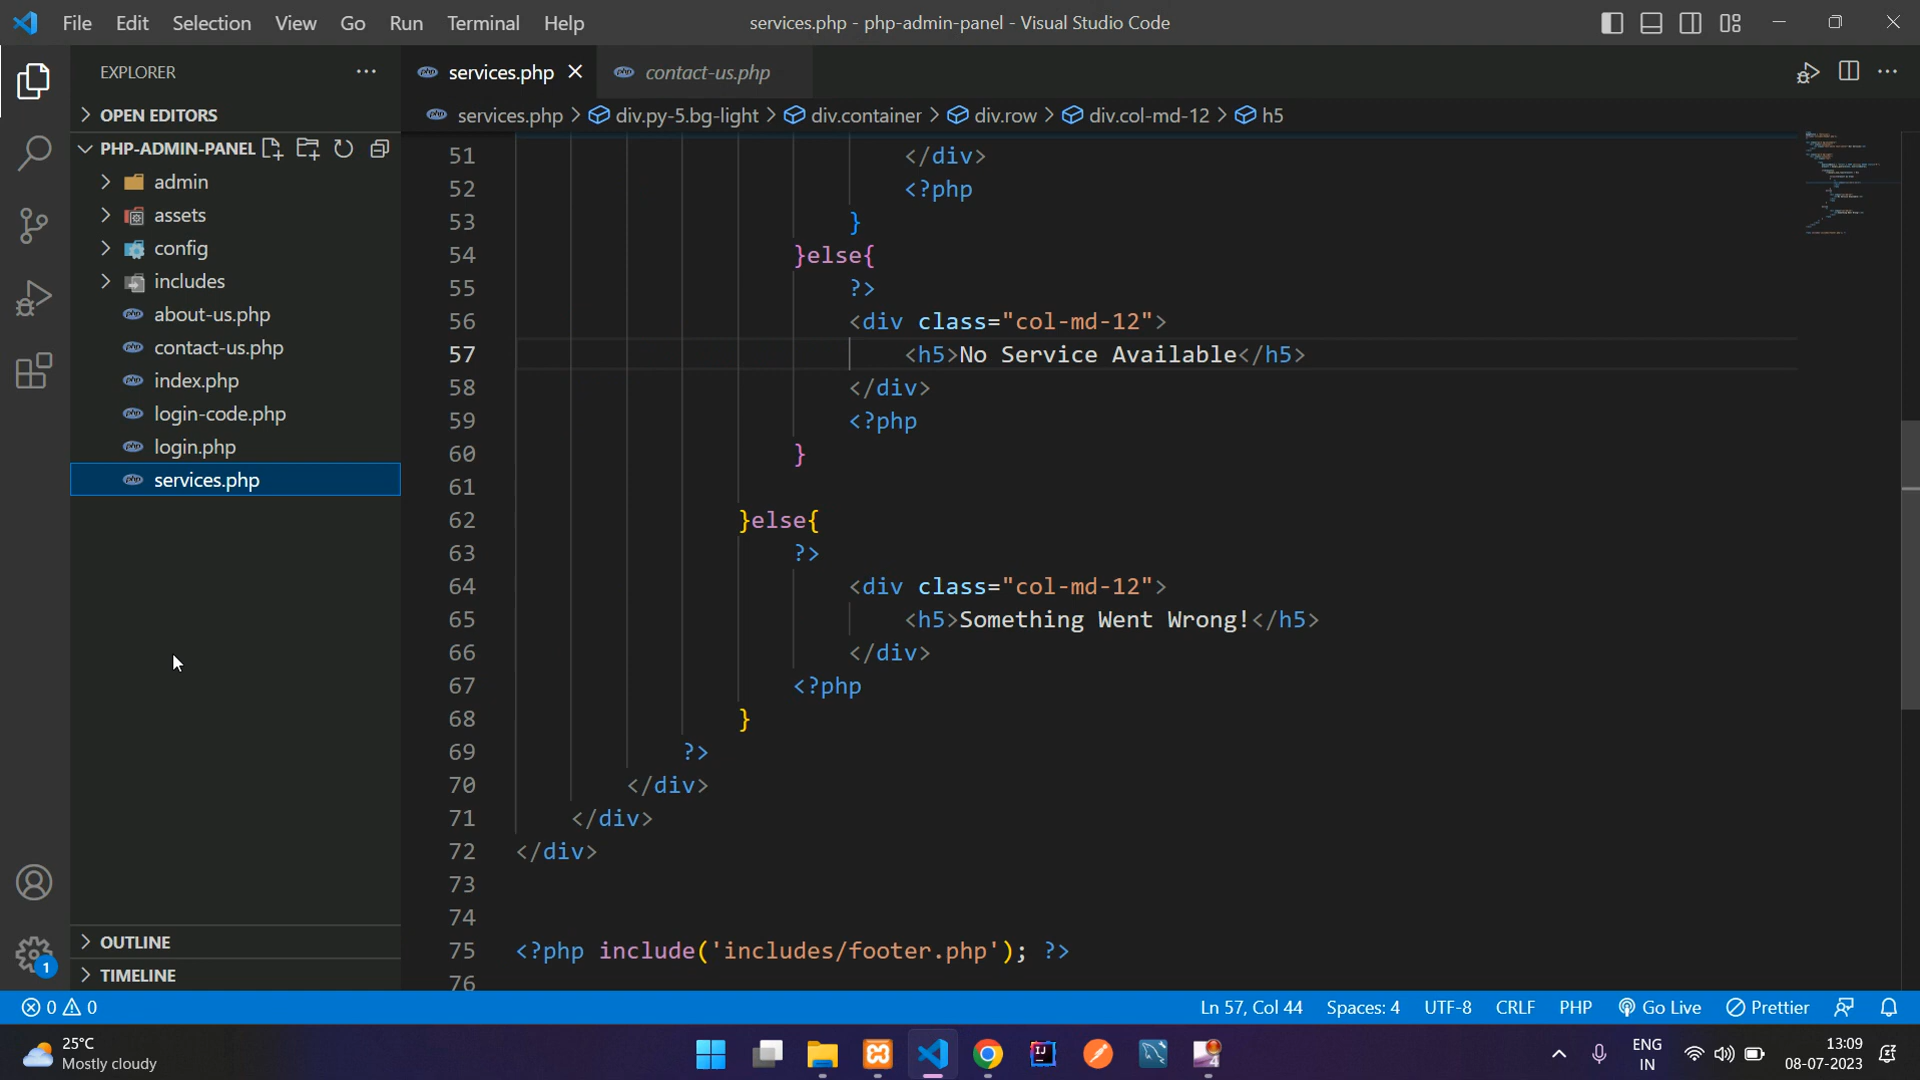 File Edit Selection View Go Run Terminal Help services.php - php-admin-panel - Visual Studio Code
EXPLORER
OPEN EDITORS
PHP-ADMIN-PANEL
admin
assets
config
includes
about-us.php
contact-us.php
index.php
login-code.php
login.php
services.php
OUTLINE
TIMELINE
services.php contact-us.php
services.php > div.py-5.bg-light > div.container > div.row > div.col-md-12 > h5
51 </div>
52 <?php
53 }
54 }else{
55 ?>
56 <div class="col-md-12">
57 <h5>No Service Available</h5>
58 </div>
59 <?php
60 }
61
62 }else{
63 ?>
64 <div class="col-md-12">
65 <h5>Something Went Wrong!</h5>
66 </div>
67 <?php
68 }
69 ?>
70 </div>
71 </div>
72 </div>
73
74
75 <?php include('includes/footer.php'); ?>
76
1
0 0 Ln 57, Col 44 Spaces: 4 UTF-8 CRLF PHP Go Live Prettier
25°C
Mostly cloudy
ENG
IN
13:09
08-07-2023